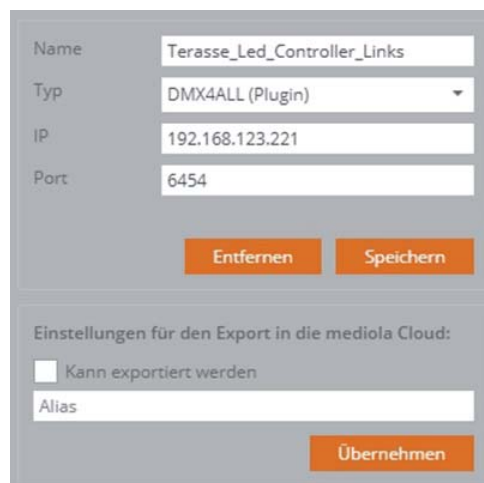 Name Terasse_Led_Controller_Links
Typ DMX4ALL (Plugin)
IP 192.168.123.221
Port 6454
Entfernen Speichern
Einstellungen für den Export in die mediola Cloud:
Kann exportiert werden
Alias
Übernehmen